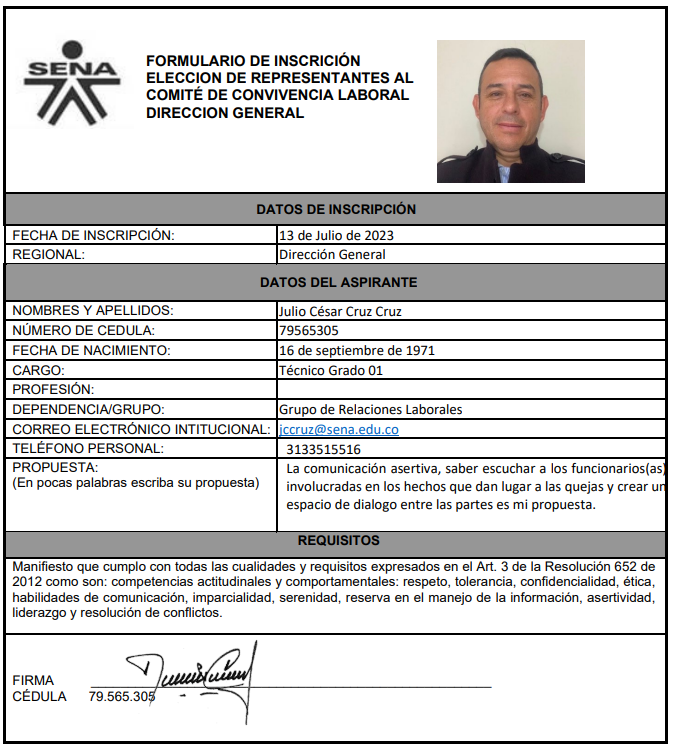 SENA
FORMULARIO DE INSCRICIÓN
ELECCION DE REPRESENTANTES AL
COMITÉ DE CONVIVENCIA LABORAL
DIRECCION GENERAL
DATOS DE INSCRIPCIÓN
FECHA DE INSCRIPCIÓN: 13 de Julio de 2023
REGIONAL: Dirección General
DATOS DEL ASPIRANTE
NOMBRES Y APELLIDOS: Julio César Cruz Cruz
NÚMERO DE CEDULA: 79565305
FECHA DE NACIMIENTO: 16 de septiembre de 1971
CARGO: Técnico Grado 01
PROFESIÓN:
DEPENDENCIA/GRUPO: Grupo de Relaciones Laborales
CORREO ELECTRÓNICO INTITUCIONAL: jccruz@sena.edu.co
TELÉFONO PERSONAL: 3133515516
PROPUESTA:
(En pocas palabras escriba su propuesta)
La comunicación asertiva, saber escuchar a los funcionarios(as)
involucradas en los hechos que dan lugar a las quejas y crear un
espacio de dialogo entre las partes es mi propuesta.
REQUISITOS
Manifiesto que cumplo con todas las cualidades y requisitos expresados en el Art. 3 de la Resolución 652 de
2012 como son: competencias actitudinales y comportamentales: respeto, tolerancia, confidencialidad, ética,
habilidades de comunicación, imparcialidad, serenidad, reserva en el manejo de la información, asertividad,
liderazgo y resolución de conflictos.
FIRMA
CÉDULA 79.565.305